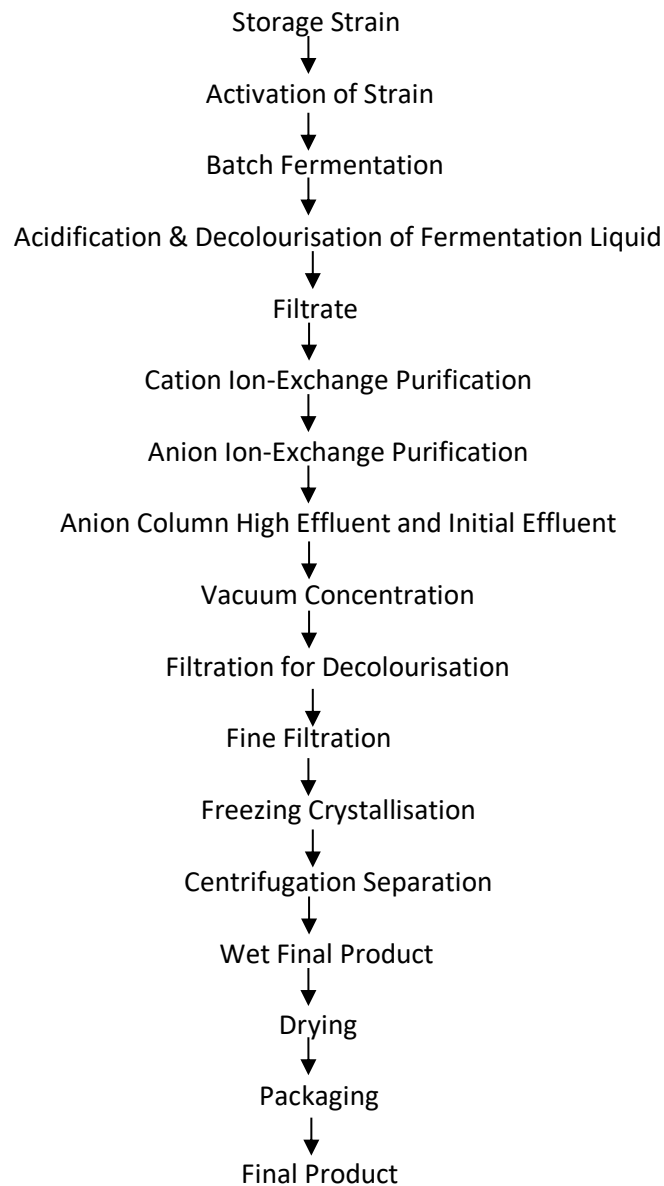 Storage Strain
Activation of Strain
Batch Fermentation
Acidification & Decolourisation of Fermentation Liquid
Filtrate
Cation Ion-Exchange Purification
Anion Ion-Exchange Purification
Anion Column High Effluent and Initial Effluent
Vacuum Concentration
Filtration for Decolourisation
Fine Filtration
Freezing Crystallisation
Centrifugation Separation
Wet Final Product
Drying
Packaging
Final Product